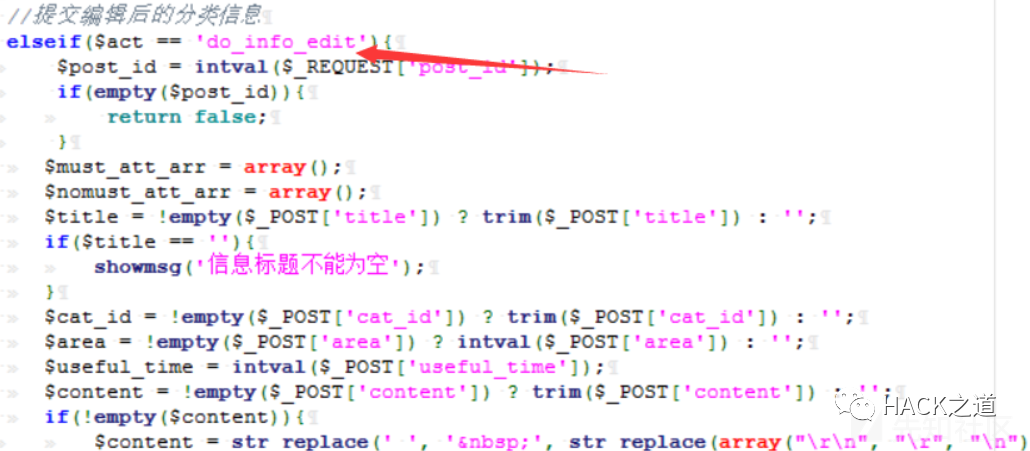 //提交编辑后的分类信息
elseif($act == 'do_info_edit'){
$post_id = intval($_REQUEST['post_id']);
if(empty($post_id)){
return false;
}
$must_att_arr = array();
$nomust_att_arr = array();
$title = !empty($_POST['title']) ? trim($_POST['title']) : '';
if($title == ''){
showmsg('信息标题不能为空');
}
$cat_id = !empty($_POST['cat_id']) ? trim($_POST['cat_id']) : '';
$area = !empty($_POST['area']) ? intval($_POST['area']) : '';
$useful_time = intval($_POST['useful_time']);
$content = !empty($_POST['content']) ? trim($_POST['content']) : '';
if(!empty($content)){
$content = str_replace(' ', '&nbsp;', str_replace(array("\r\n", "\r", "\n")
HACK之道